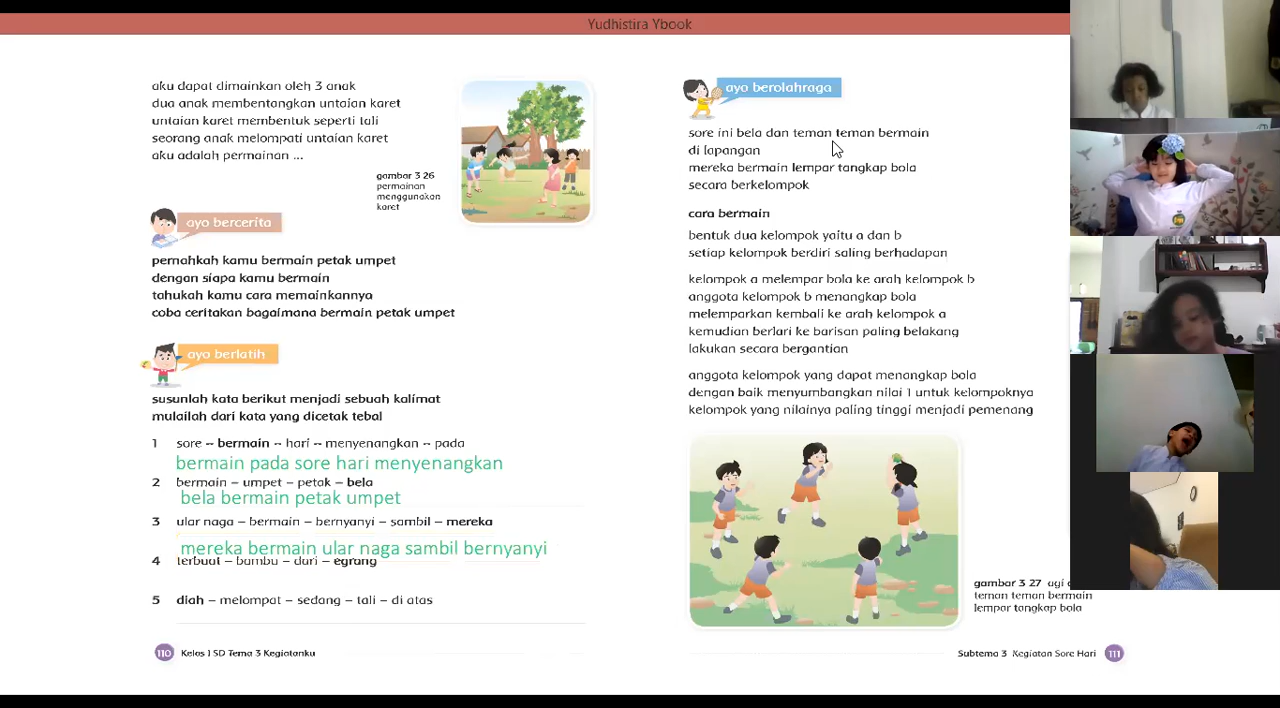 Yudhistira Ybook
aku dapat dimainkan oleh 3 anak
dua anak membentangkan untaian karet
untaian karet membentuk seperti tali
seorang anak melompati untaian karet
aku adalah permainan ...
gambar 3 26
permainan
menggunakan
karet
ayo bercerita
pernahkah kamu bermain petak umpet
dengan siapa kamu bermain
tahukah kamu cara memainkannya
coba ceritakan bagaimana bermain petak umpet
ayo berlatih
susunlah kata berikut menjadi sebuah kalimat
mulailah dari kata yang dicetak tebal
1 sore -- bermain -- hari -- menyenangkan -- pada
bermain pada sore hari menyenangkan
2 bermain – umpet – petak – bela
bela bermain petak umpet
3 ular naga – bermain – bernyanyi – sambil – mereka
mereka bermain ular naga sambil bernyanyi
4 terbuat – bambu – dari – egrang
5 diah – melompat – sedang – tali – di atas
110 Kelas I SD Tema 3 Kegiatanku
ayo berolahraga
sore ini bela dan teman teman bermain
di lapangan
mereka bermain lempar tangkap bola
secara berkelompok
cara bermain
bentuk dua kelompok yaitu a dan b
setiap kelompok berdiri saling berhadapan
kelompok a melempar bola ke arah kelompok b
anggota kelompok b menangkap bola
melemparkan kembali ke arah kelompok a
kemudian berlari ke barisan paling belakang
lakukan secara bergantian
anggota kelompok yang dapat menangkap bola
dengan baik menyumbangkan nilai 1 untuk kelompoknya
kelompok yang nilainya paling tinggi menjadi pemenang
gambar 3 27 agi
teman teman bermain
lempar tangkap bola
Subtema 3 Kegiatan Sore Hari 111